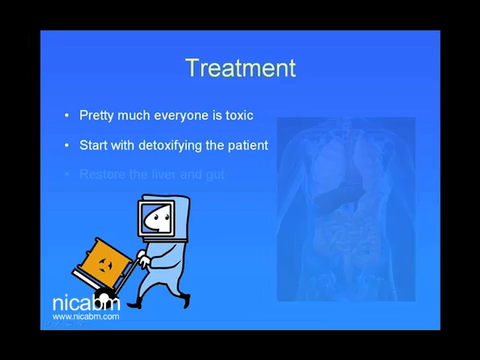 Treatment
• Pretty much everyone is toxic
• Start with detoxifying the patient
• Restore the liver and gut
nicabm
www.nicabm.com